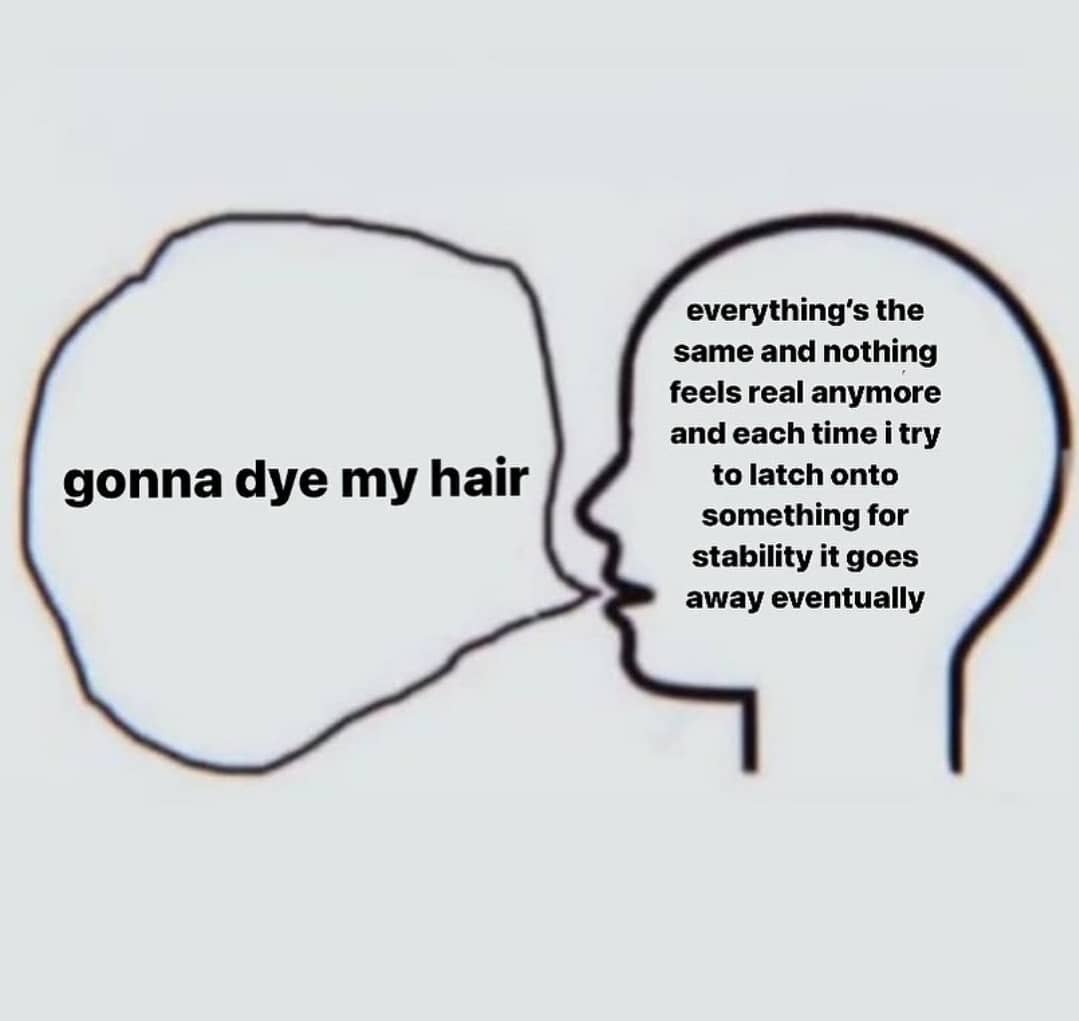 gonna dye my hair
everything's the
same and nothing
feels real anymore
and each time i try
to latch onto
something for
stability it goes
away eventually